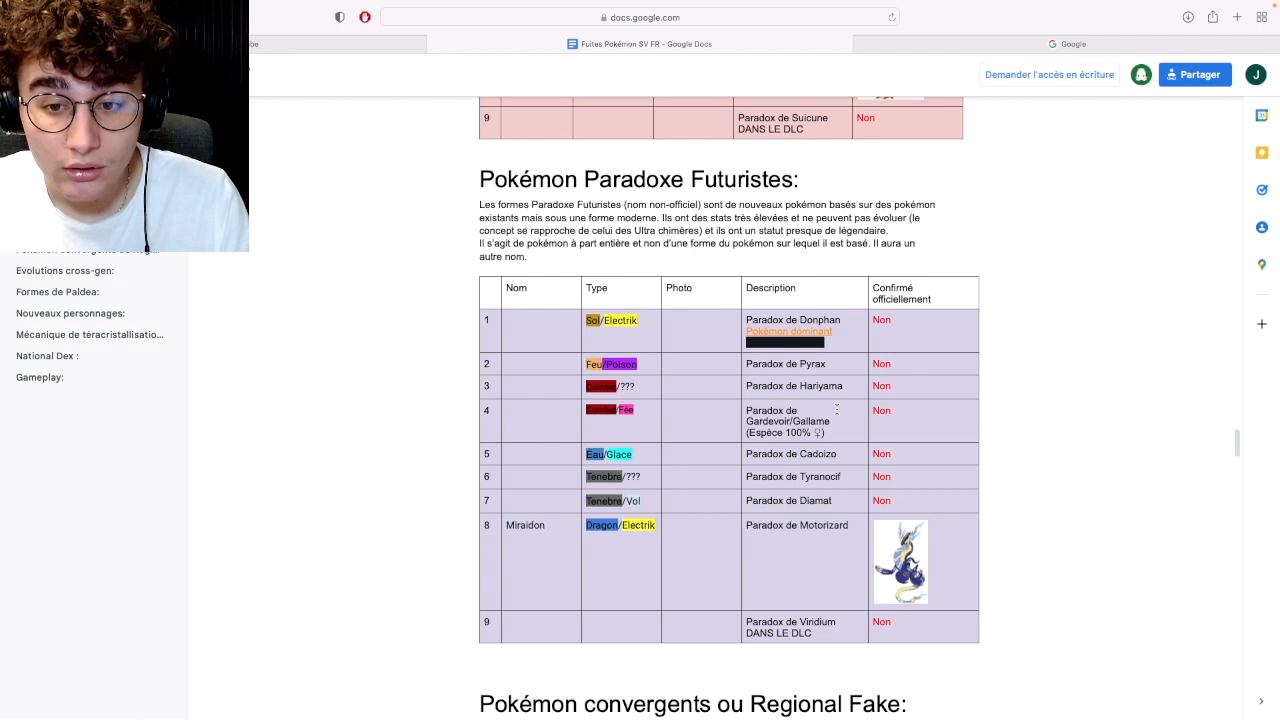 docs.google.com
be
Fuites Pokémon SV FR - Google Docs
Google
Demander l'accès en écriture
Partager
J
9
Paradox de Suicune
DANS LE DLC
Non
Pokémon Paradoxe Futuristes:
Les formes Paradoxe Futuristes (nom non-officiel) sont de nouveaux pokémon basés sur des pokémon
existants mais sous une forme moderne. Ils ont des stats très élevées et ne peuvent pas évoluer (le
concept se rapproche de celui des Ultra chimères) et ils ont un statut presque de légendaire.
Il s'agit de pokémon à part entière et non d'une forme du pokémon sur lequel il est basé. Il aura un
autre nom.
Evolutions cross-gen:
Formes de Paldea:
Nouveaux personnages:
Mécanique de téracristallisatio...
National Dex :
Gameplay:
Nom
Type
Photo
Description
Confirmé
officiellement
1
Sol/Electrik
Paradox de Donphan
Pokémon dominant
Non
2
Feu/Poison
Paradox de Pyrax
Non
3
Combat/???
Paradox de Hariyama
Non
4
Combat/Fée
Paradox de
Gardevoir/Gallame
(Espèce 100% ♀)
Non
5
Eau/Glace
Paradox de Cadoizo
Non
6
Tenebre/???
Paradox de Tyranocif
Non
7
Tenebre/Vol
Paradox de Diamat
Non
8
Miraidon
Dragon/Electrik
Paradox de Motorizard
9
Paradox de Viridium
DANS LE DLC
Non
Pokémon convergents ou Regional Fake: